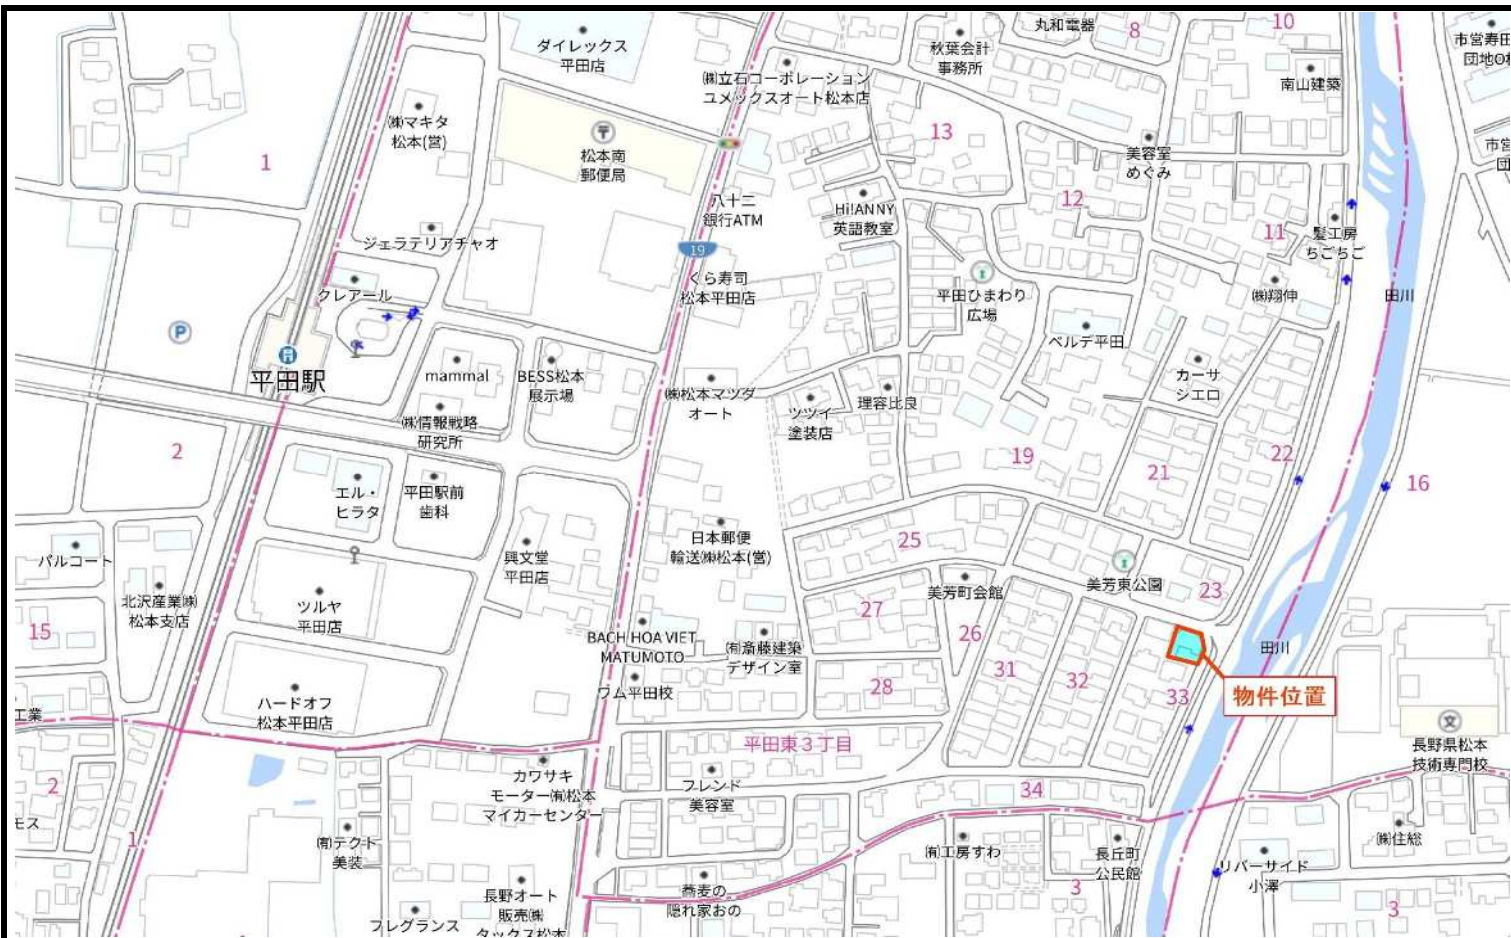 ダイレックス
平田店
丸和電器
8
10
秋葉会計
事務所
南山建築
㈱立石コーポレーション
ユメックスオート松本店
㈱マキタ
松本(営)
1
〒
松本南
郵便局
13
美容室
めぐみ
12
八十二
銀行ATM
Hi!ANNY
英語教室
11
髪工房
ちごちご
ジェラテリアチャオ
19
くら寿司
松本平田店
クレアール
平田ひまわり
広場
㈱翔伸
田川
P
ベルデ平田
平田駅
mammal
BESS松本
展示場
㈱松本マツダ
オート
ツツイ
塗装店
理容比良
カーサ
シエロ
㈱情報戦略
研究所
2
19
21
22
16
エル・
ヒラタ
平田駅前
歯科
日本郵便
輸送㈱松本(営)
25
興文堂
平田店
パルコート
美芳東公園
美芳町会館
23
北沢産業㈱
松本支店
ツルヤ
平田店
27
26
15
BACH HOA VIET
MATUMOTO
㈲斎藤建築
デザイン室
田川
31
32
33
28
ワム平田校
物件位置
ハードオフ
松本平田店
工業
平田東3丁目
文
長野県松本
技術専門校
2
カワサキ
モーター㈲松本
マイカーセンター
フレンド
美容室
34
モス
1
㈲テクト
美装
㈲工房すわ
長丘町
公民館
㈱住総
リバーサイド
小澤
3
3
蕎麦の
隠れ家おの
長野オート
販売㈱
タックス松本
フレグランス